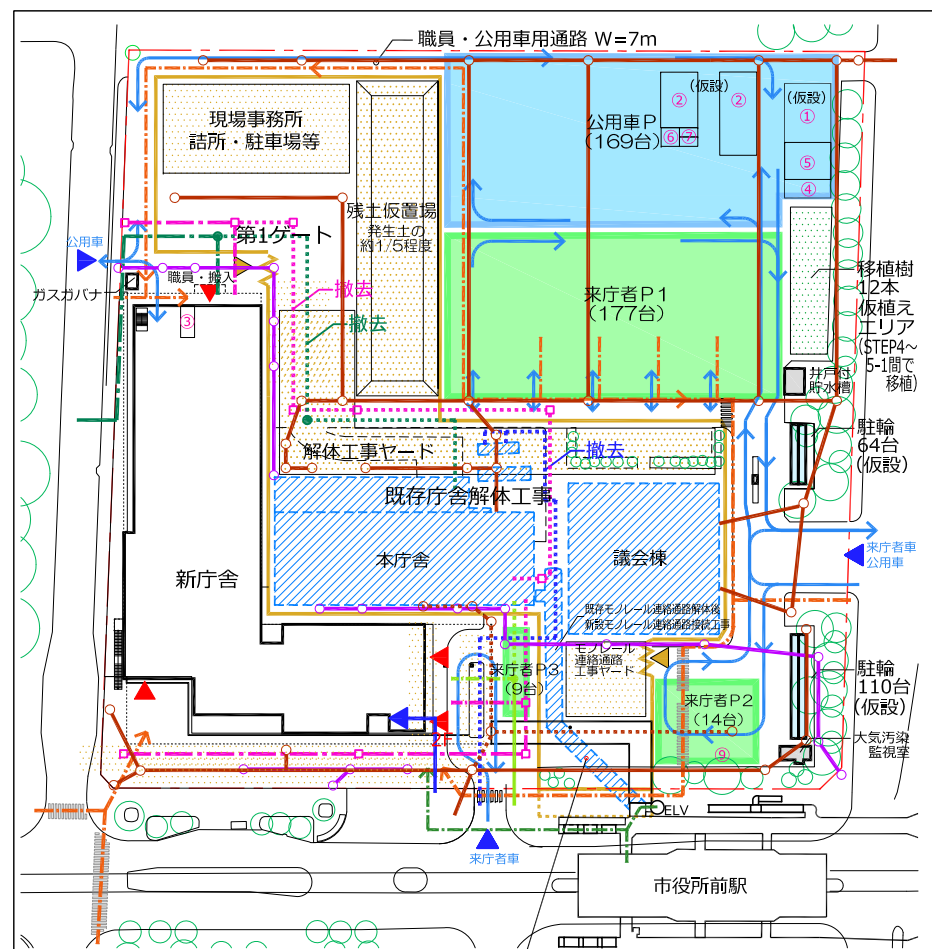 職員・公用車用通路 W=7m
現場事務所
詰所・駐車場等
公用車P
(169台)
(仮設)
②
②
⑥
⑦
(仮設)
①
⑤
④
残土仮置場
発生土の
約1/5程度
第1ゲート
公用車
ガスガバナ
職員・搬入
③
撤去
撤去
来庁者P1
(177台)
移植樹
12本
仮植え
エリア
(STEP4~
5-1間で
移植)
井戸付
貯水槽
駐輪
64台
(仮設)
解体工事ヤード
撤去
既存庁舎解体工事
本庁舎
議会棟
新庁舎
来庁者車
公用車
既存モノレール連絡通路解体後
新設モノレール連絡通路接続工事
モノレール
連絡通路
工事ヤード
来庁者P3
(9台)
来庁者P2
(14台)
⑨
駐輪
110台
(仮設)
大気汚染
監視室
2F
ELV
来庁者車
市役所前駅